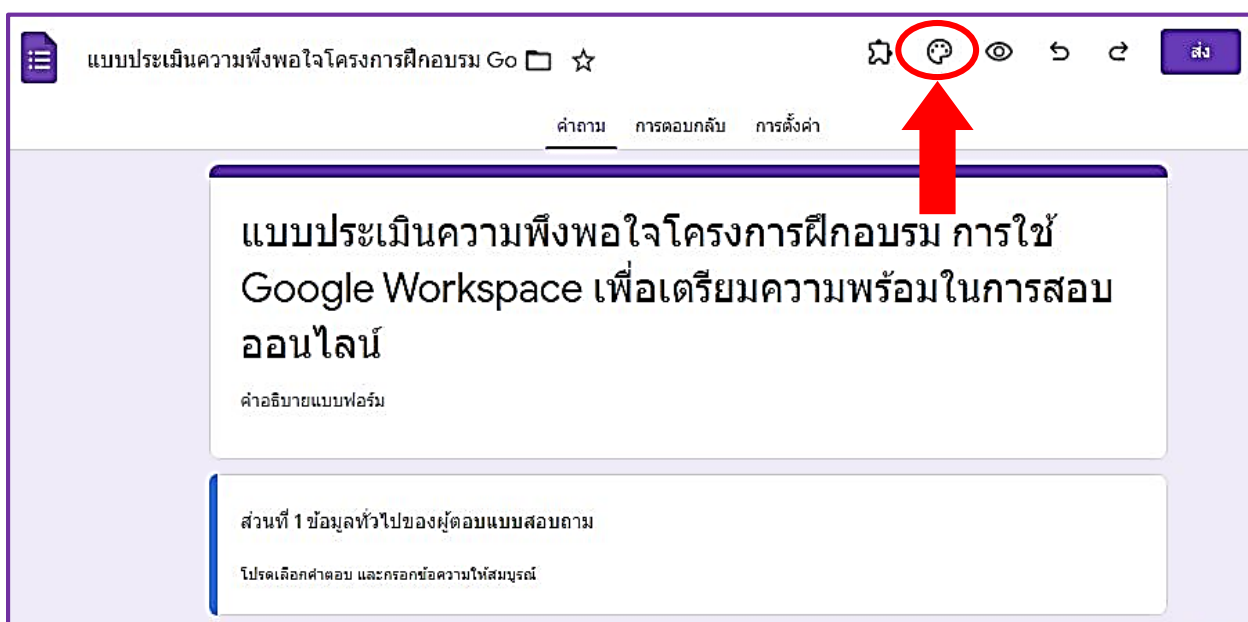 แบบประเมินความพึงพอใจโครงการฝึกอบรม Go
ส่ง
คำถาม การตอบกลับ การตั้งค่า
แบบประเมินความพึงพอใจโครงการฝึกอบรม การใช้
Google Workspace เพื่อเตรียมความพร้อมในการสอบ
ออนไลน์
คำอธิบายแบบฟอร์ม
ส่วนที่ 1 ข้อมูลทั่วไปของผู้ตอบแบบสอบถาม
โปรดเลือกคำตอบ และกรอกข้อความให้สมบูรณ์